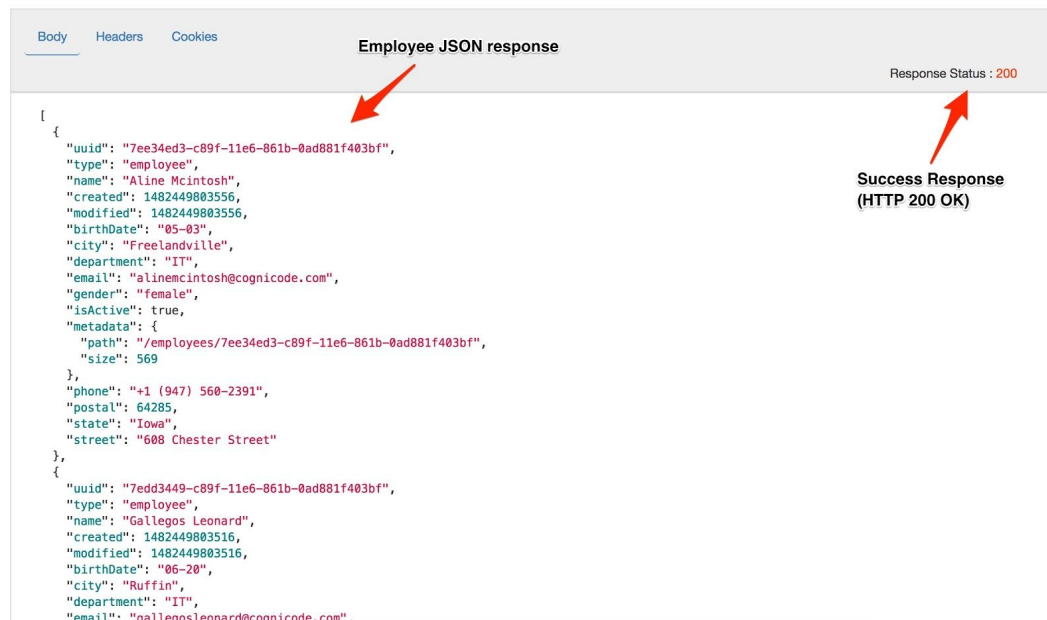 Body Headers Cookies
Employee JSON response
Response Status : 200
Success Response
(HTTP 200 OK)
[
{
"uuid": "7ee34ed3-c89f-11e6-861b-0ad881f403bf",
"type": "employee",
"name": "Aline Mcintosh",
"created": 1482449803556,
"modified": 1482449803556,
"birthDate": "05-03",
"city": "Freelandville",
"department": "IT",
"email": "alinemcintosh@cognicode.com",
"gender": "female",
"isActive": true,
"metadata": {
"path": "/employees/7ee34ed3-c89f-11e6-861b-0ad881f403bf",
"size": 569
},
"phone": "+1 (947) 560-2391",
"postal": 64285,
"state": "Iowa",
"street": "608 Chester Street"
},
{
"uuid": "7edd3449-c89f-11e6-861b-0ad881f403bf",
"type": "employee",
"name": "Gallegos Leonard",
"created": 1482449803516,
"modified": 1482449803516,
"birthDate": "06-20",
"city": "Ruffin",
"department": "IT",
"email": "gallegosleonard@cognicode.com",